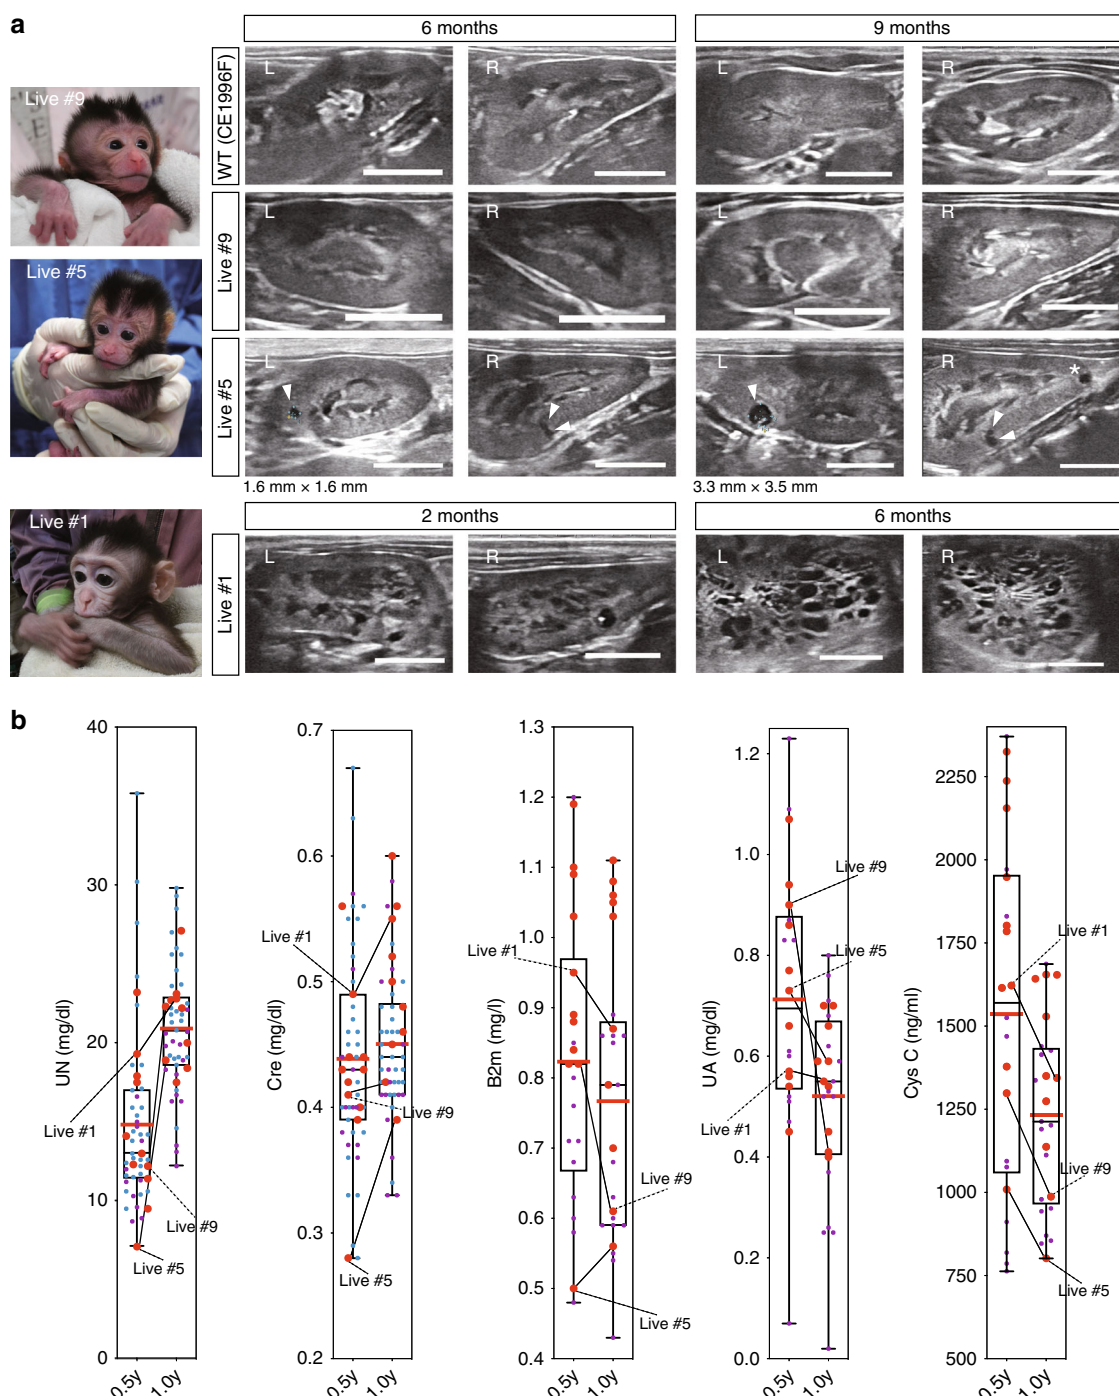 a
6 months
9 months
Live #9
WT (CE1996F)
L
R
L
R
Live #9
L
R
L
R
Live #5
Live #5
L
R
L
R
*
1.6 mm × 1.6 mm
3.3 mm × 3.5 mm
2 months
6 months
Live #1
Live #1
L
R
L
R
b
UN (mg/dl)
40
30
20
10
0
Live #1
Live #9
Live #5
0.5y
1.0y
Cre (mg/dl)
0.7
0.6
0.5
0.4
0.3
0.2
Live #1
Live #9
Live #5
0.5y
1.0y
B2m (mg/l)
1.3
1.2
1.1
1.0
0.9
0.8
0.7
0.6
0.5
0.4
Live #1
Live #9
Live #5
0.5y
1.0y
UA (mg/dl)
1.2
1.0
0.8
0.6
0.4
0.2
0.0
Live #9
Live #5
Live #1
0.5y
1.0y
Cys C (ng/ml)
2250
2000
1750
1500
1250
1000
750
500
Live #1
Live #9
Live #5
0.5y
1.0y